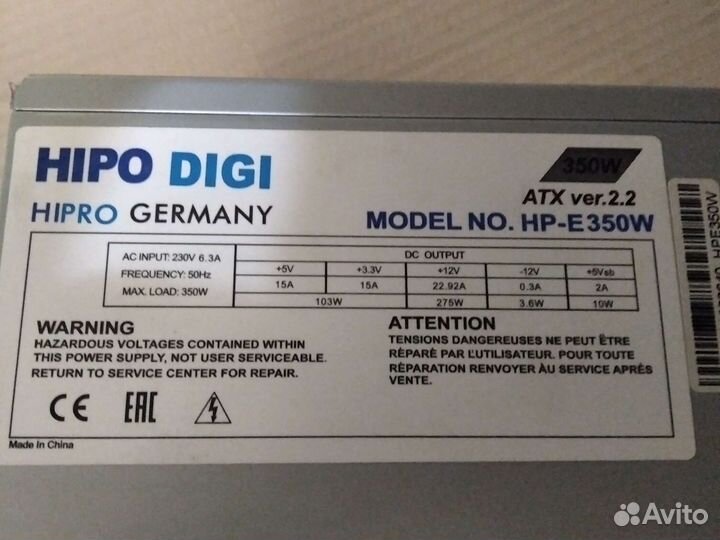 HIPO DIGI
HIPRO GERMANY
350W
ATX ver.2.2
MODEL NO. HP-E350W
AC INPUT: 230V 6.3A
FREQUENCY: 50Hz
MAX. LOAD: 350W
DC OUTPUT
+5V +3.3V +12V -12V +5Vsb
15A 15A 22.92A 0.3A 2A
103W 275W 3.6W 10W
WARNING
HAZARDOUS VOLTAGES CONTAINED WITHIN
THIS POWER SUPPLY, NOT USER SERVICEABLE.
RETURN TO SERVICE CENTER FOR REPAIR.
ATTENTION
TENSIONS DANGEREUSES NE PEUT ÊTRE
RÉPARÉ PAR L'UTILISATEUR. POUR TOUTE
RÉPARATION RENVOYER ÀU SERVICE APRÉS
VENTE.
CE EAC
Made In China
HPE350W
Avito